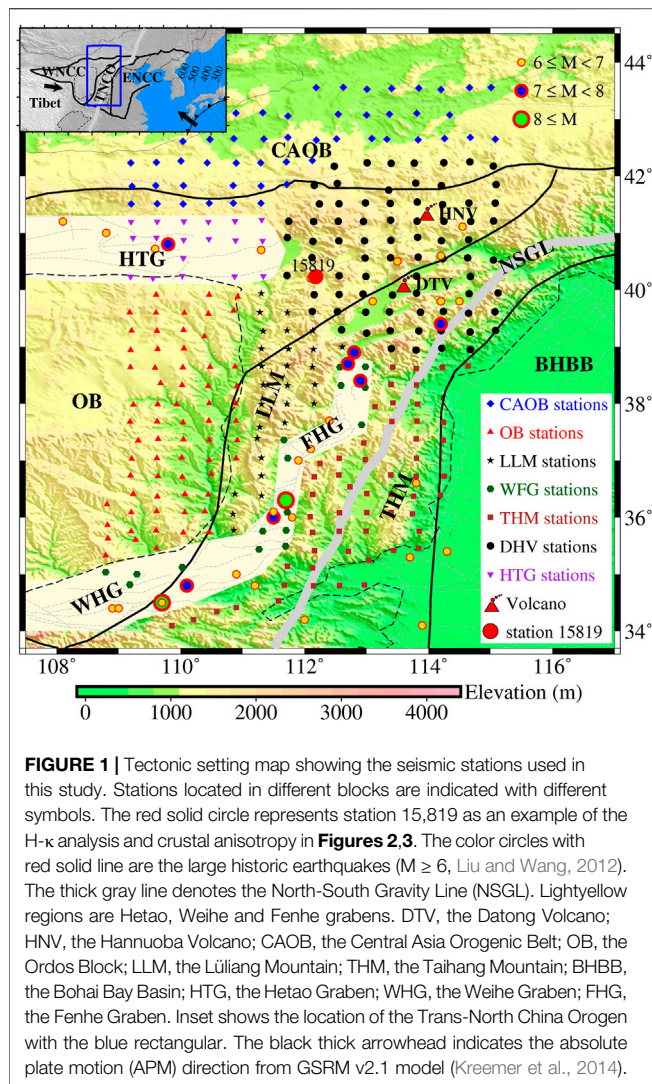 WNCC
TNCO
ENCC
Tibet
600
500
400
300
6 ≤ M < 7
7 ≤ M < 8
8 ≤ M
44°
42°
40°
38°
36°
34°
CAOB
HNV
HTG
15819
DTV
NSGL
BHBB
OB
LLM
FHG
THM
WHG
CAOB stations
OB stations
LLM stations
WFG stations
THM stations
DHV stations
HTG stations
Volcano
station 15819
108°
110°
112°
114°
116°
Elevation (m)
0
1000
2000
3000
4000
FIGURE 1 | Tectonic setting map showing the seismic stations used in
this study. Stations located in different blocks are indicated with different
symbols. The red solid circle represents station 15,819 as an example of the
H-κ analysis and crustal anisotropy in Figures 2,3. The color circles with
red solid line are the large historic earthquakes (M ≥ 6, Liu and Wang, 2012).
The thick gray line denotes the North-South Gravity Line (NSGL). Lightyellow
regions are Hetao, Weihe and Fenhe grabens. DTV, the Datong Volcano;
HNV, the Hannuoba Volcano; CAOB, the Central Asia Orogenic Belt; OB, the
Ordos Block; LLM, the Lüliang Mountain; THM, the Taihang Mountain; BHBB,
the Bohai Bay Basin; HTG, the Hetao Graben; WHG, the Weihe Graben; FHG,
the Fenhe Graben. Inset shows the location of the Trans-North China Orogen
with the blue rectangular. The black thick arrowhead indicates the absolute
plate motion (APM) direction from GSRM v2.1 model (Kreemer et al., 2014).